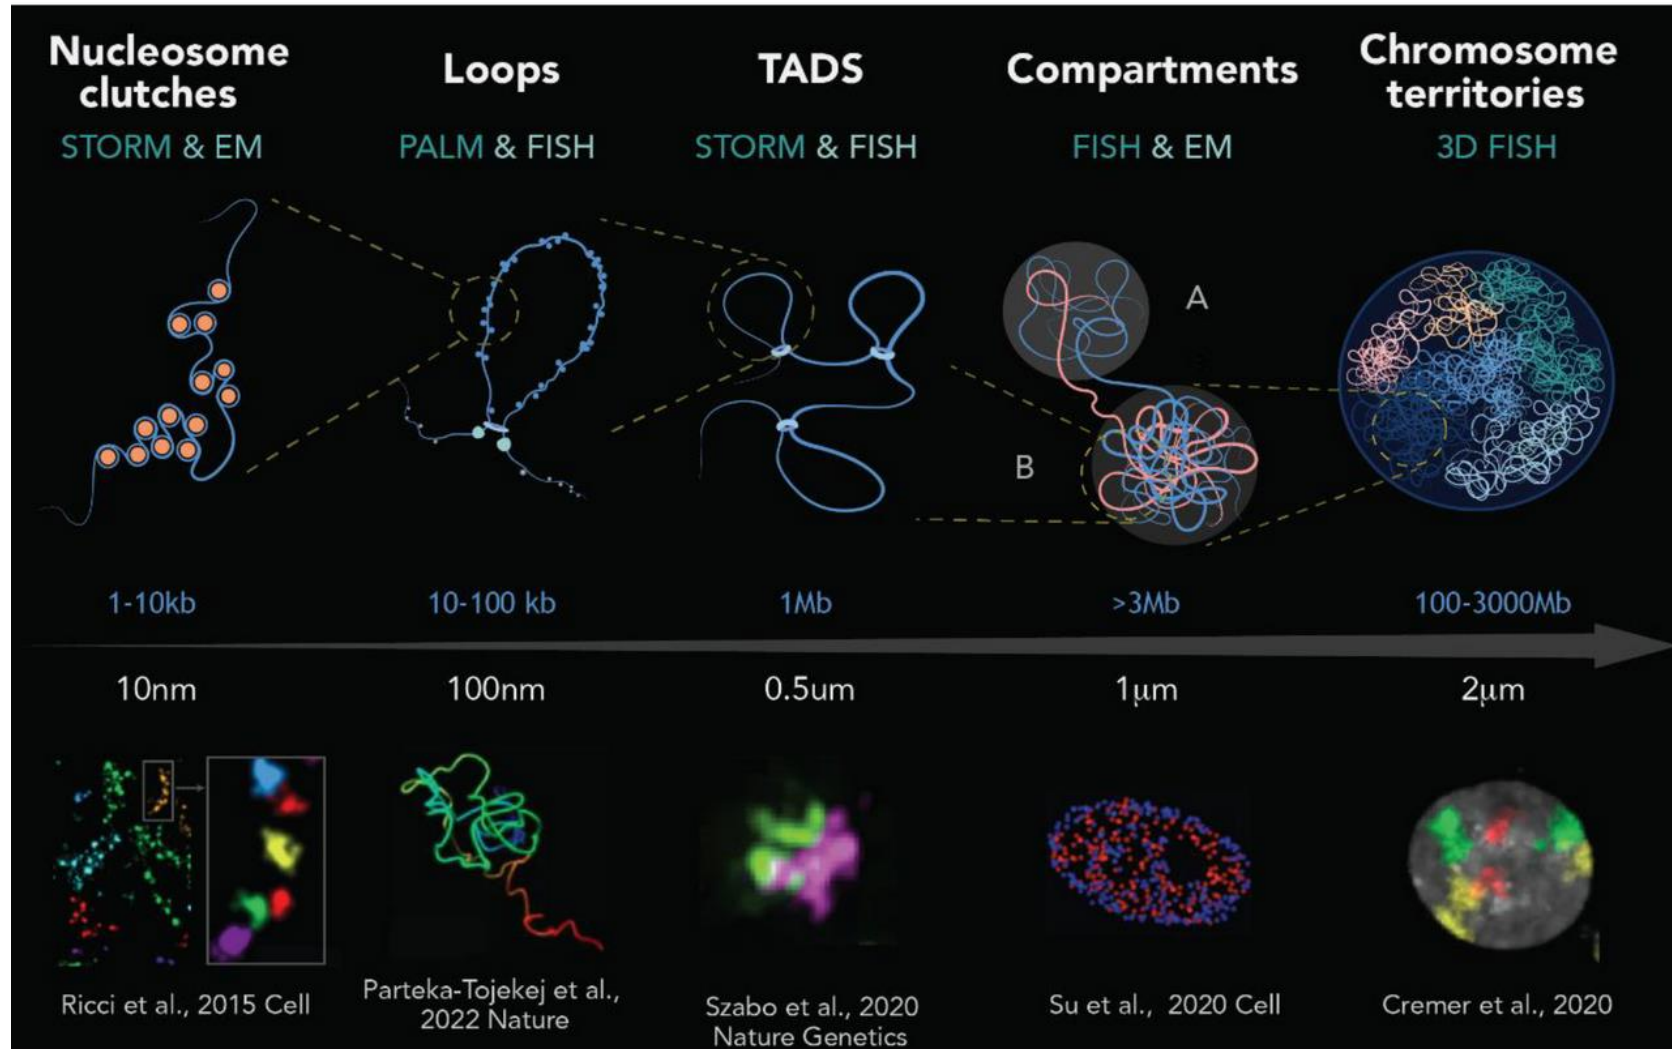 Nucleosome
clutches
STORM & EM
Loops
PALM & FISH
TADS
STORM & FISH
Compartments
FISH & EM
Chromosome
territories
3D FISH
A
B
1-10kb
10-100 kb
1Mb
>3Mb
100-3000Mb
10nm
100nm
0.5um
1μm
2μm
Ricci et al., 2015 Cell
Parteka-Tojekej et al.,
2022 Nature
Szabo et al., 2020
Nature Genetics
Su et al., 2020 Cell
Cremer et al., 2020